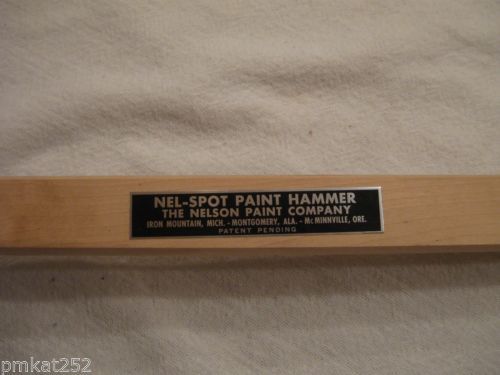 NEL-SPOT PAINT HAMMER
THE NELSON PAINT COMPANY
IRON MOUNTAIN, MICH. - MONTGOMERY, ALA. - McMINNVILLE, ORE.
PATENT PENDING
pmkat252